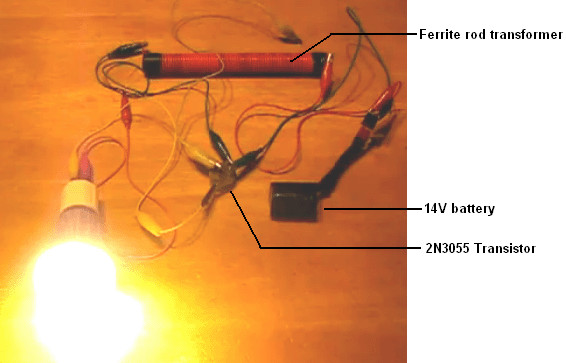 Ferrite rod transformer
14V battery
2N3055 Transistor